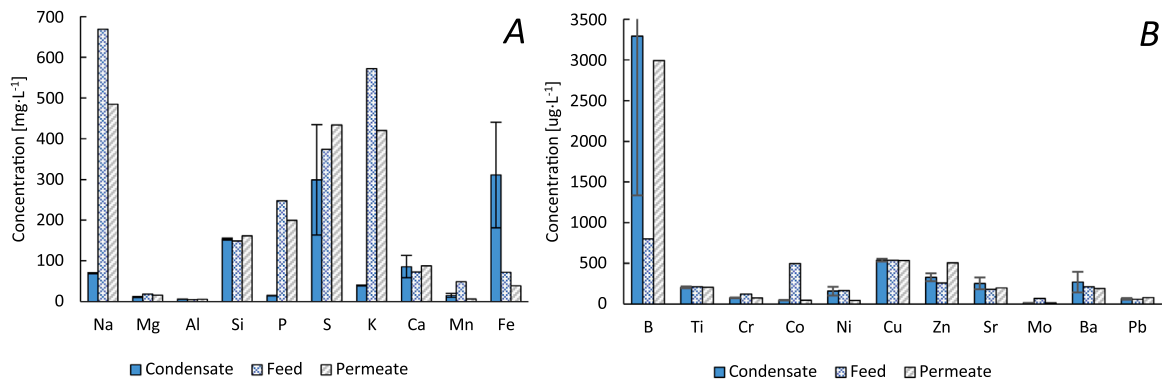 A
Concentration [mg·L⁻¹]
700
600
500
400
300
200
100
0
Na Mg Al Si P S K Ca Mn Fe
Condensate Feed Permeate
B
Concentration [ug·L⁻¹]
3500
3000
2500
2000
1500
1000
500
0
B Ti Cr Co Ni Cu Zn Sr Mo Ba Pb
Condensate Feed Permeate